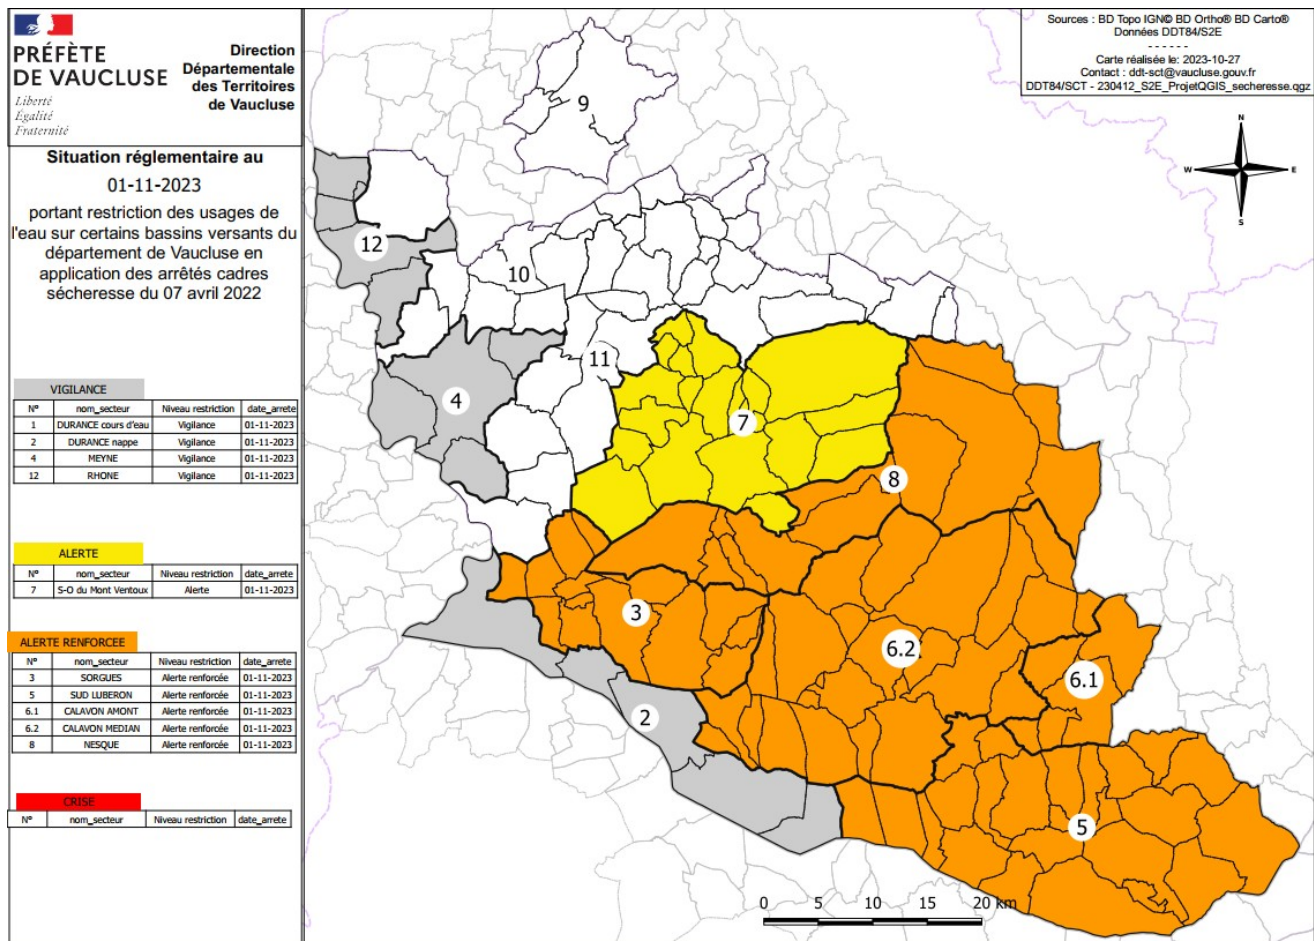 PRÉFÈTE
DE VAUCLUSE
Liberté
Égalité
Fraternité
Direction
Départementale
des Territoires
de Vaucluse
Situation réglementaire au
01-11-2023
portant restriction des usages de
l'eau sur certains bassins versants du
département de Vaucluse en
application des arrêtés cadres
sécheresse du 07 avril 2022
VIGILANCE
N° nom_secteur Niveau restriction date_arrete
1 DURANCE cours d'eau Vigilance 01-11-2023
2 DURANCE nappe Vigilance 01-11-2023
4 MEYNE Vigilance 01-11-2023
12 RHONE Vigilance 01-11-2023
ALERTE
N° nom_secteur Niveau restriction date_arrete
7 S-O du Mont Ventoux Alerte 01-11-2023
ALERTE RENFORCEE
N° nom_secteur Niveau restriction date_arrete
3 SORGUES Alerte renforcée 01-11-2023
5 SUD LUBERON Alerte renforcée 01-11-2023
6.1 CALAVON AMONT Alerte renforcée 01-11-2023
6.2 CALAVON MEDIAN Alerte renforcée 01-11-2023
8 NESQUE Alerte renforcée 01-11-2023
CRISE
N° nom_secteur Niveau restriction date_arrete
Sources : BD Topo IGN© BD Ortho® BD Carto®
Données DDT84/S2E
- - - - - -
Carte réalisée le: 2023-10-27
Contact : ddt-sct@vaucluse.gouv.fr
DDT84/SCT - 230412_S2E_ProjetQGIS_secheresse.qgz
N
W E
S
9
12
10
11
4
7
8
3
6.2
6.1
2
5
0 5 10 15 20 km